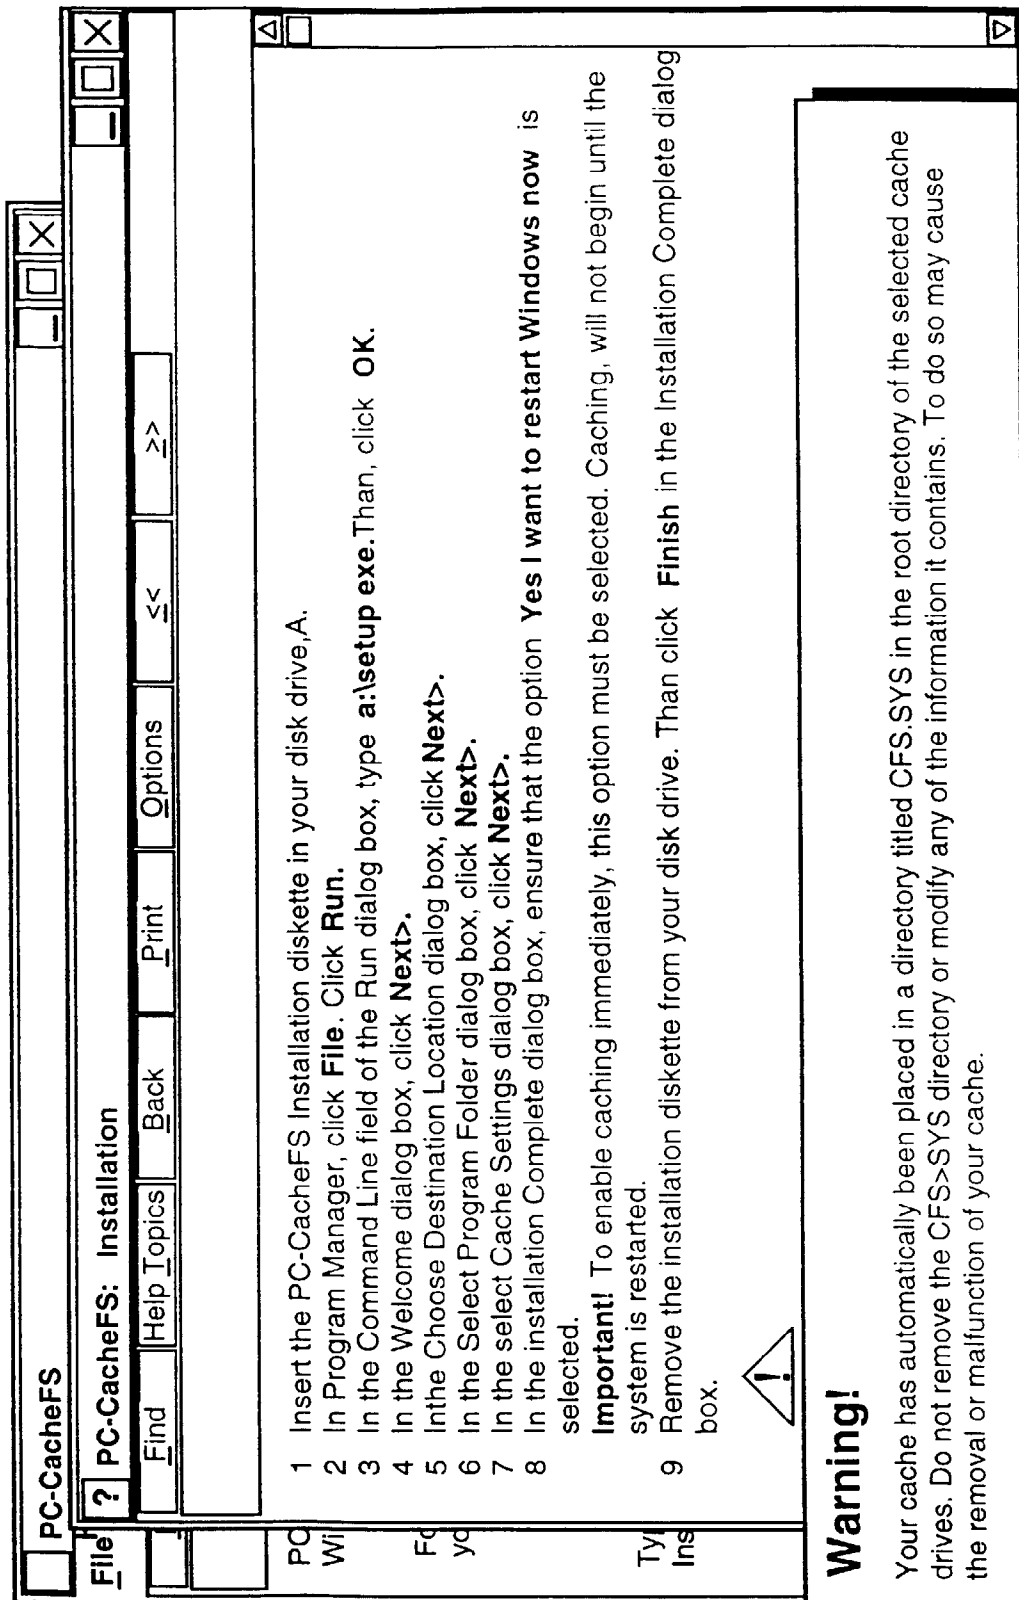 PC-CacheFS
File
? PC-CacheFS: Installation
Find Help Topics Back Print Options << >>
PC
Wi
Fo
yo
Ty
Ins
1 Insert the PC-CacheFS Installation diskette in your disk drive,A.
2 In Program Manager, click File. Click Run.
3 In the Command Line field of the Run dialog box, type a:\setup exe.Than, click OK.
4 In the Welcome dialog box, click Next>.
5 Inthe Choose Destination Location dialog box, click Next>.
6 In the Select Program Folder dialog box, click Next>.
7 In the select Cache Settings dialog box, click Next>.
8 In the installation Complete dialog box, ensure that the option Yes I want to restart Windows now is
selected.
Important! To enable caching immediately, this option must be selected. Caching, will not begin until the
system is restarted.
9 Remove the installation diskette from your disk drive. Than click Finish in the Installation Complete dialog
box.
!
Warning!
Your cache has automatically been placed in a directory titled CFS.SYS in the root directory of the selected cache
drives. Do not remove the CFS>SYS directory or modify any of the information it contains. To do so may cause
the removal or malfunction of your cache.